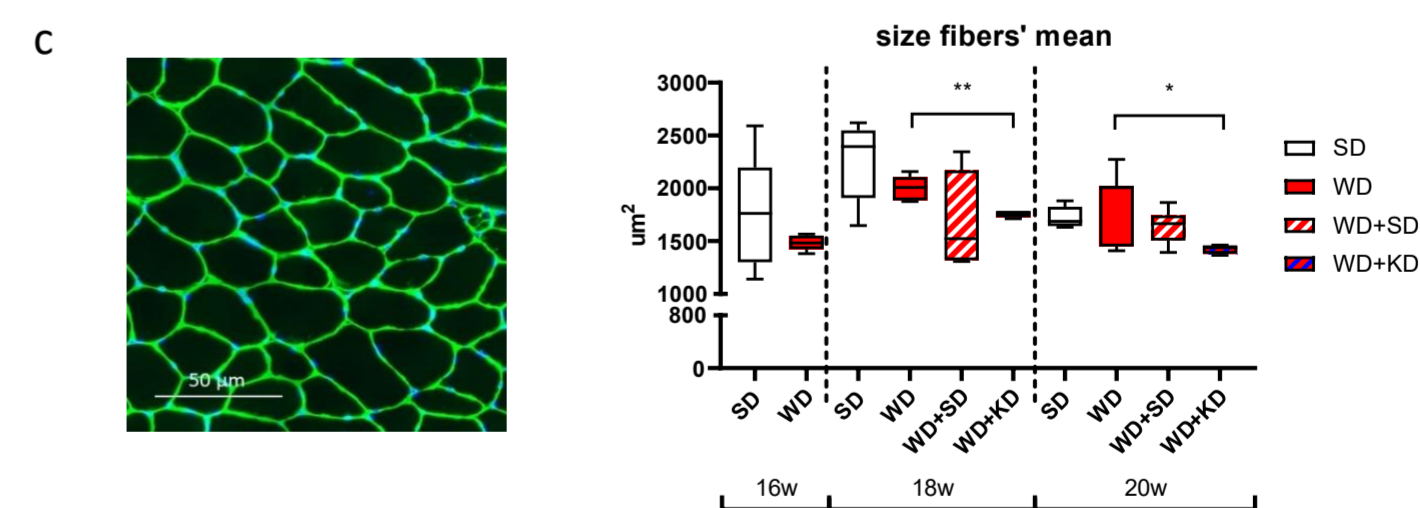 C
50 μm
size fibers' mean
um²
3000
2500
2000
1500
1000
800
0
**
*
SD
WD
SD
WD
WD+SD
WD+KD
SD
WD
WD+SD
WD+KD
16w
18w
20w
SD
WD
WD+SD
WD+KD